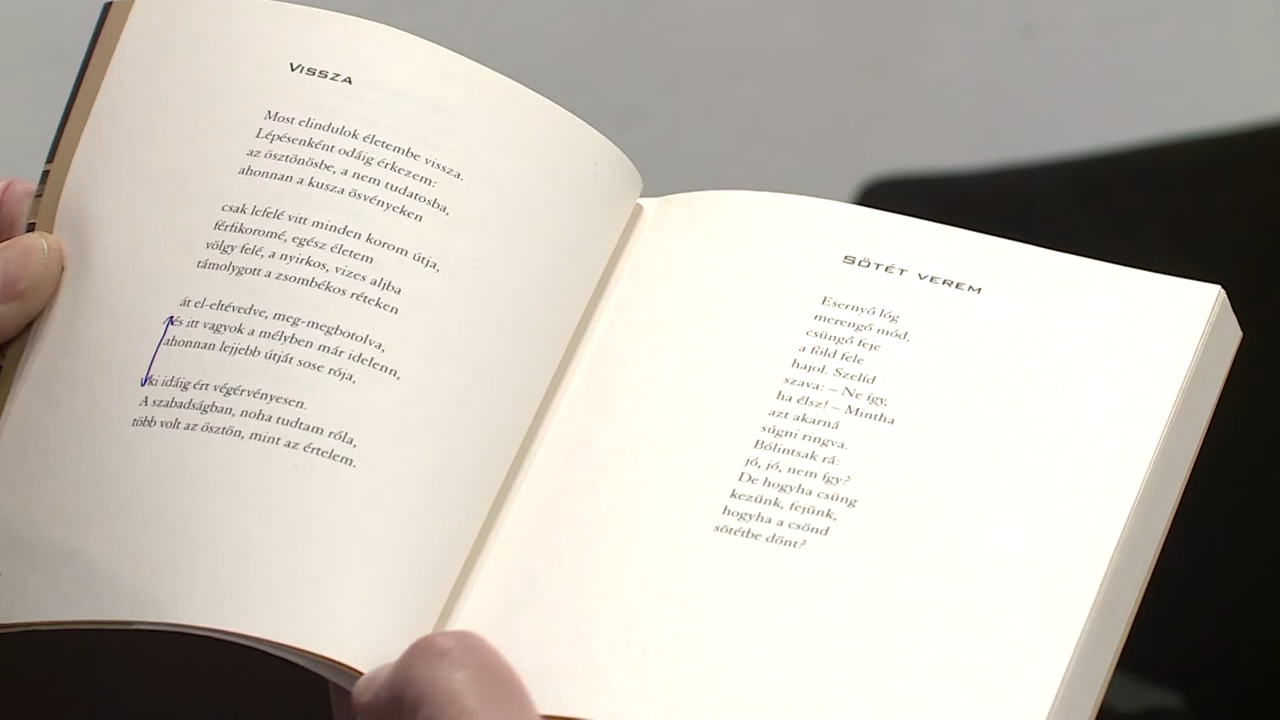 VISSZA
Most elindulok életembe vissza.
Lépésenként odáig érkezem:
az ösztönösbe, a nem tudatosba,
ahonnan a kusza ösvényeken
csak lefelé vitt minden korom útja,
férfikoromé, egész életem
völgy felé, a nyirkos, vizes aljba
támolygott a zsombékos réteken
át el-eltévedve, meg-megbotolva,
és itt vagyok a mélyben már idelenn,
ahonnan lejjebb útját sose rója,
ki idáig ért végérvényesen.
A szabadságban, noha tudtam róla,
több volt az ösztön, mint az értelem.
SÖTÉT VEREM
Esernyő lóg
merengő mód,
csüngő feje
a föld fele
hajol. Szelíd
szava: – Ne így,
ha élsz! – Mintha
azt akarná
súgni ringva.
Bólintsak rá:
jó, jó, nem így?
De hogyha csüng
kezünk, fejünk,
hogyha a csönd
sötétbe dönt?